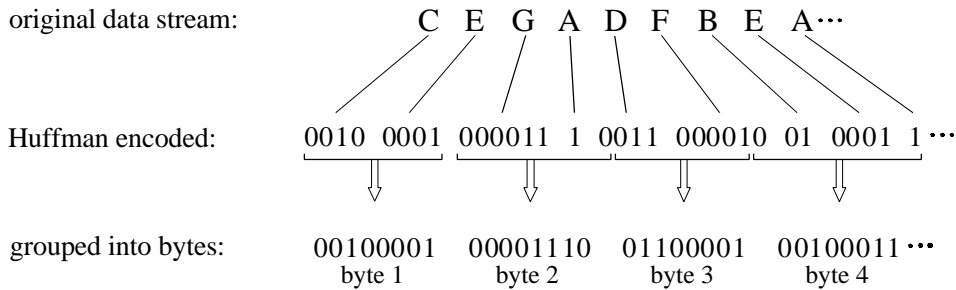 original data stream: C E G A D F B E A ···
Huffman encoded: 0010 0001 000011 1 0011 000010 01 0001 1 ···
grouped into bytes: 00100001 00001110 01100001 00100011 ···
byte 1 byte 2 byte 3 byte 4